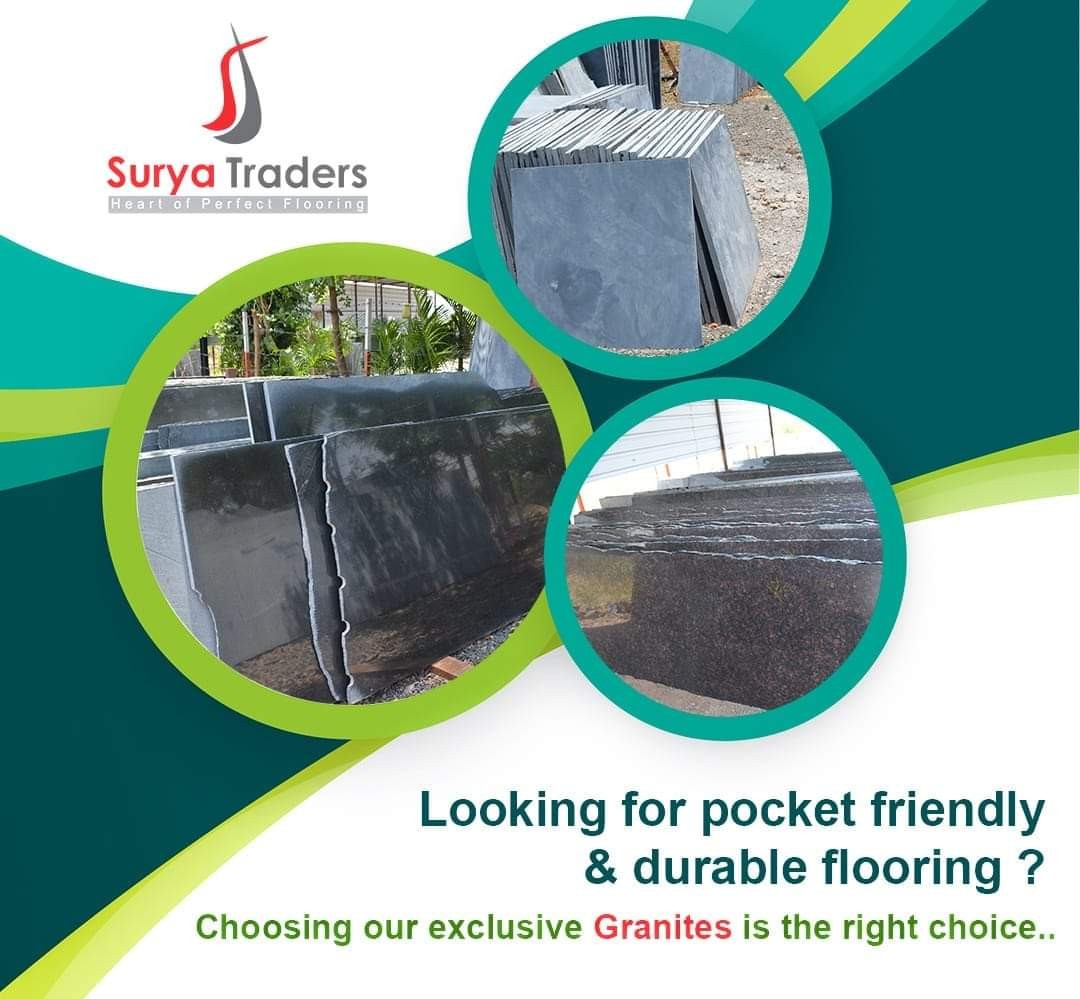 Surya Traders
Heart of Perfect Flooring
Looking for pocket friendly
& durable flooring ?
Choosing our exclusive Granites is the right choice..